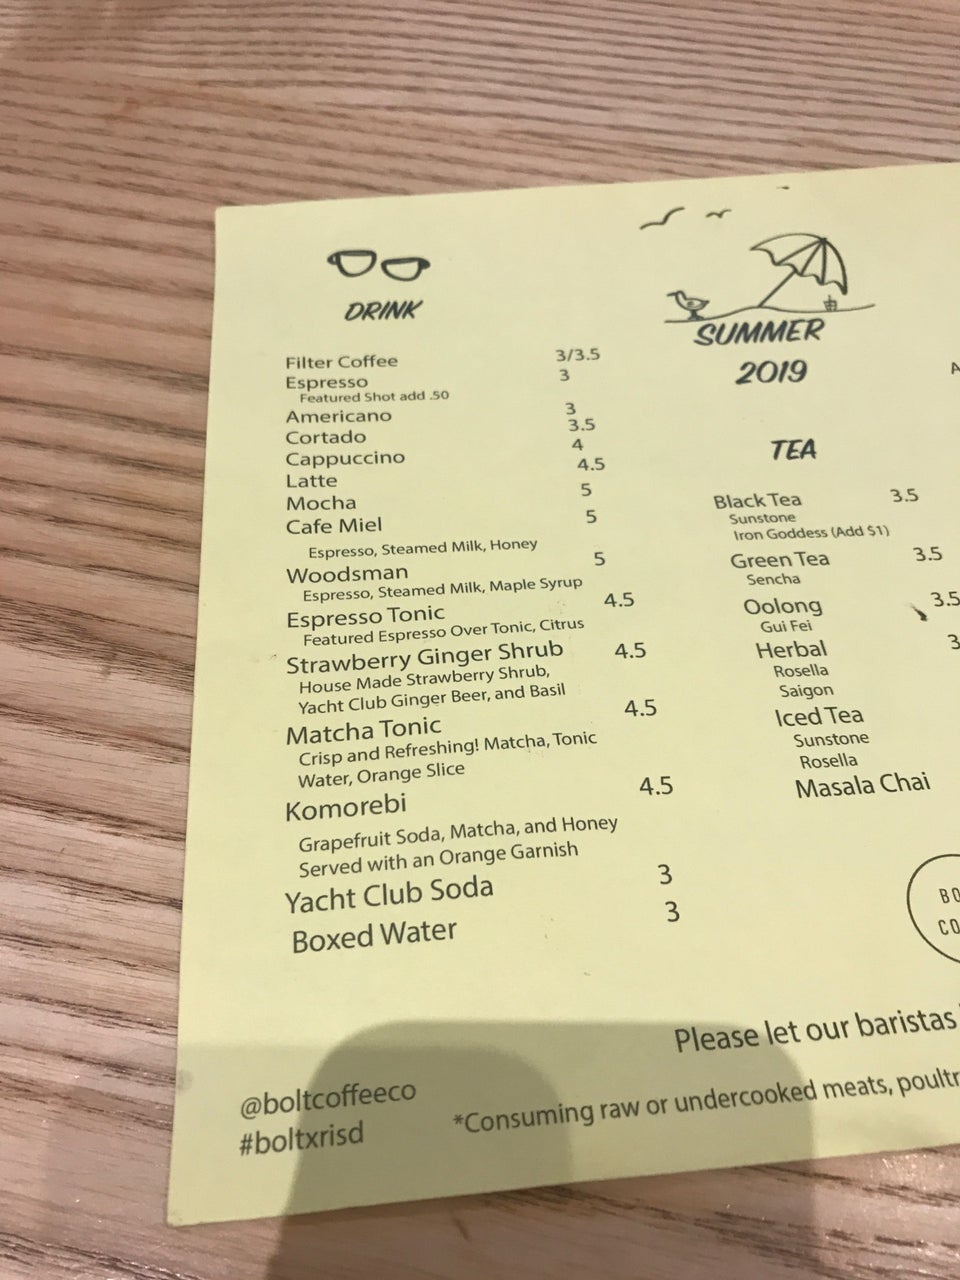 DRINK
Filter Coffee 3/3.5
Espresso 3
Featured Shot add .50
Americano 3
Cortado 3.5
Cappuccino 4
Latte 4.5
Mocha 5
Cafe Miel 5
Espresso, Steamed Milk, Honey
Woodsman 5
Espresso, Steamed Milk, Maple Syrup
Espresso Tonic 4.5
Featured Espresso Over Tonic, Citrus
Strawberry Ginger Shrub 4.5
House Made Strawberry Shrub,
Yacht Club Ginger Beer, and Basil
Matcha Tonic 4.5
Crisp and Refreshing! Matcha, Tonic
Water, Orange Slice
Komorebi 4.5
Grapefruit Soda, Matcha, and Honey
Served with an Orange Garnish
Yacht Club Soda 3
Boxed Water 3
SUMMER
2019
TEA
Black Tea 3.5
Sunstone
Iron Goddess (Add $1)
Green Tea 3.5
Sencha
Oolong 3.5
Gui Fei
Herbal 3
Rosella
Saigon
Iced Tea
Sunstone
Rosella
Masala Chai
A
BO
CO
Please let our baristas
@boltcoffeeco
#boltxrisd
*Consuming raw or undercooked meats, poultr